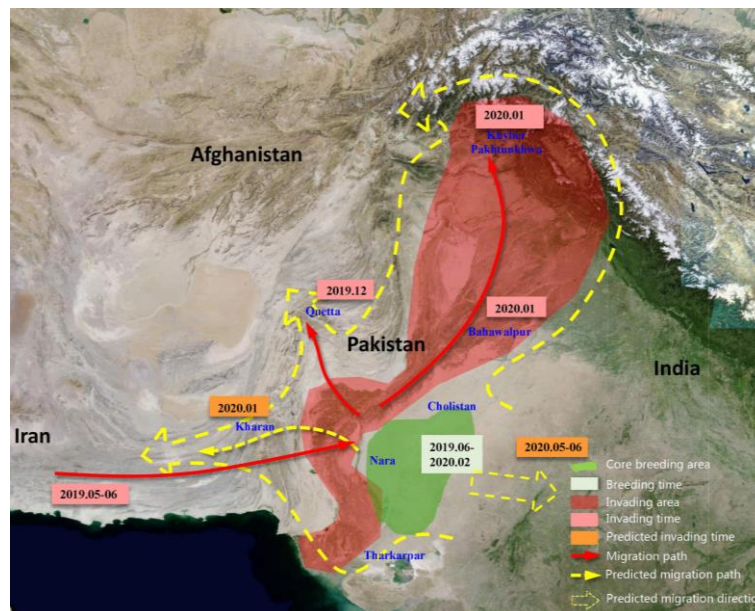 2020.01
Khyber
Pakhtunkhwa
Afghanistan
2019.12
Quetta
2020.01
Bahawalpur
Pakistan
India
2020.01
Kharan
Cholistan
Iran
Nara
2019.06-
2020.02
2020.05-06
2019.05-06
Tharkarpar
Core breeding area
Breeding time
Invading area
Invading time
Predicted invading time
Migration path
Predicted migration path
Predicted migration direction